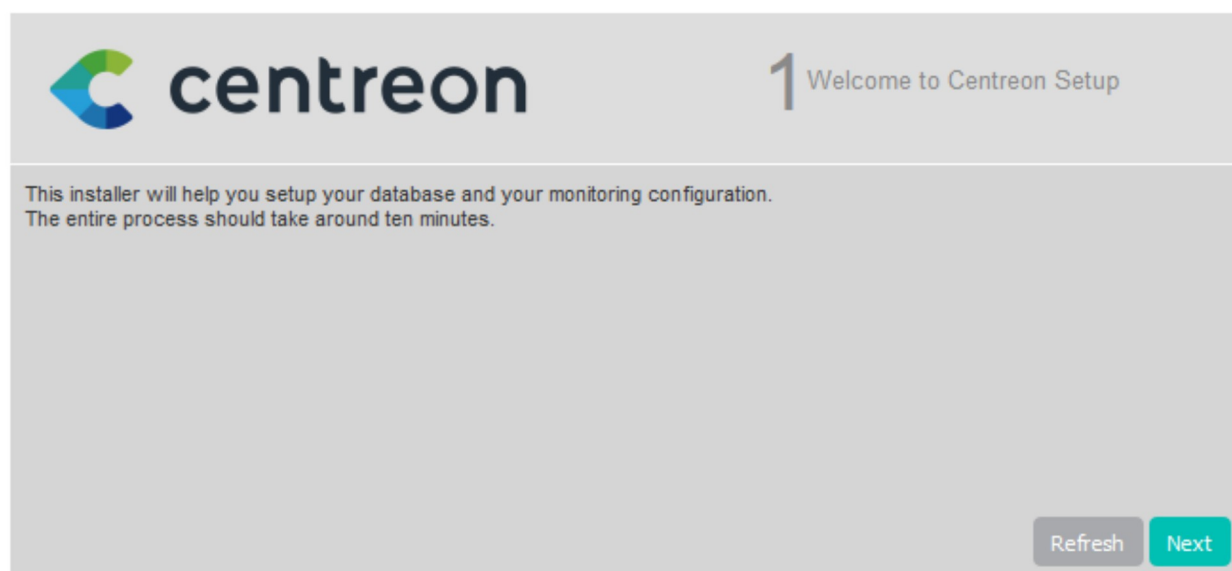 centreon
1 Welcome to Centreon Setup
This installer will help you setup your database and your monitoring configuration.
The entire process should take around ten minutes.
Refresh Next